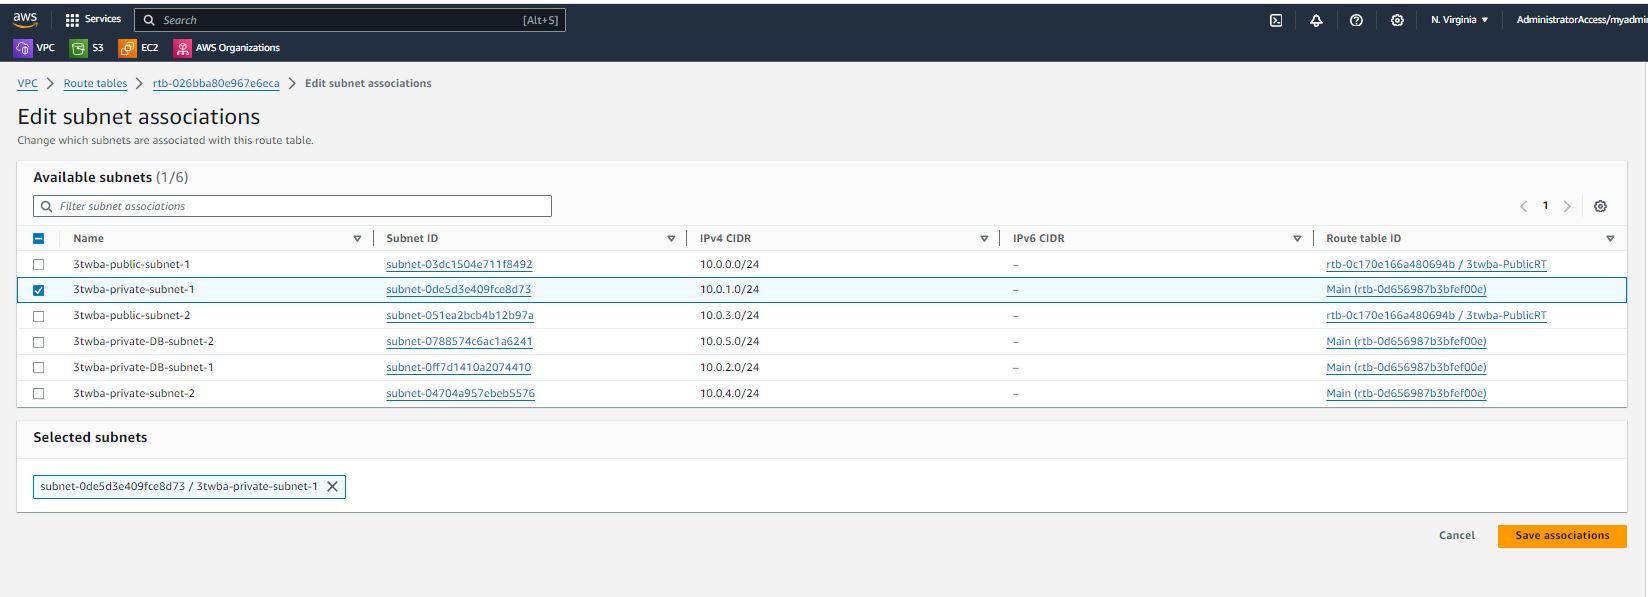 aws Services Search [Alt+S] N. Virginia AdministratorAccess/myadmin
VPC S3 EC2 AWS Organizations
VPC Route tables rtb-026bba80e967e6eca Edit subnet associations
Edit subnet associations
Change which subnets are associated with this route table.
Available subnets (1/6)
Filter subnet associations 1
Name Subnet ID IPv4 CIDR IPv6 CIDR Route table ID
3twba-public-subnet-1 subnet-03dc1504e711f8492 10.0.0.0/24 – rtb-0c170e166a480694b / 3twba-PublicRT
3twba-private-subnet-1 subnet-0de5d3e409fce8d73 10.0.1.0/24 – Main (rtb-0d656987b3bfef00e)
3twba-public-subnet-2 subnet-051ea2bcb4b12b97a 10.0.3.0/24 – rtb-0c170e166a480694b / 3twba-PublicRT
3twba-private-DB-subnet-2 subnet-0788574c6ac1a6241 10.0.5.0/24 – Main (rtb-0d656987b3bfef00e)
3twba-private-DB-subnet-1 subnet-0ff7d1410a2074410 10.0.2.0/24 – Main (rtb-0d656987b3bfef00e)
3twba-private-subnet-2 subnet-04704a957ebeb5576 10.0.4.0/24 – Main (rtb-0d656987b3bfef00e)
Selected subnets
subnet-0de5d3e409fce8d73 / 3twba-private-subnet-1
Cancel Save associations